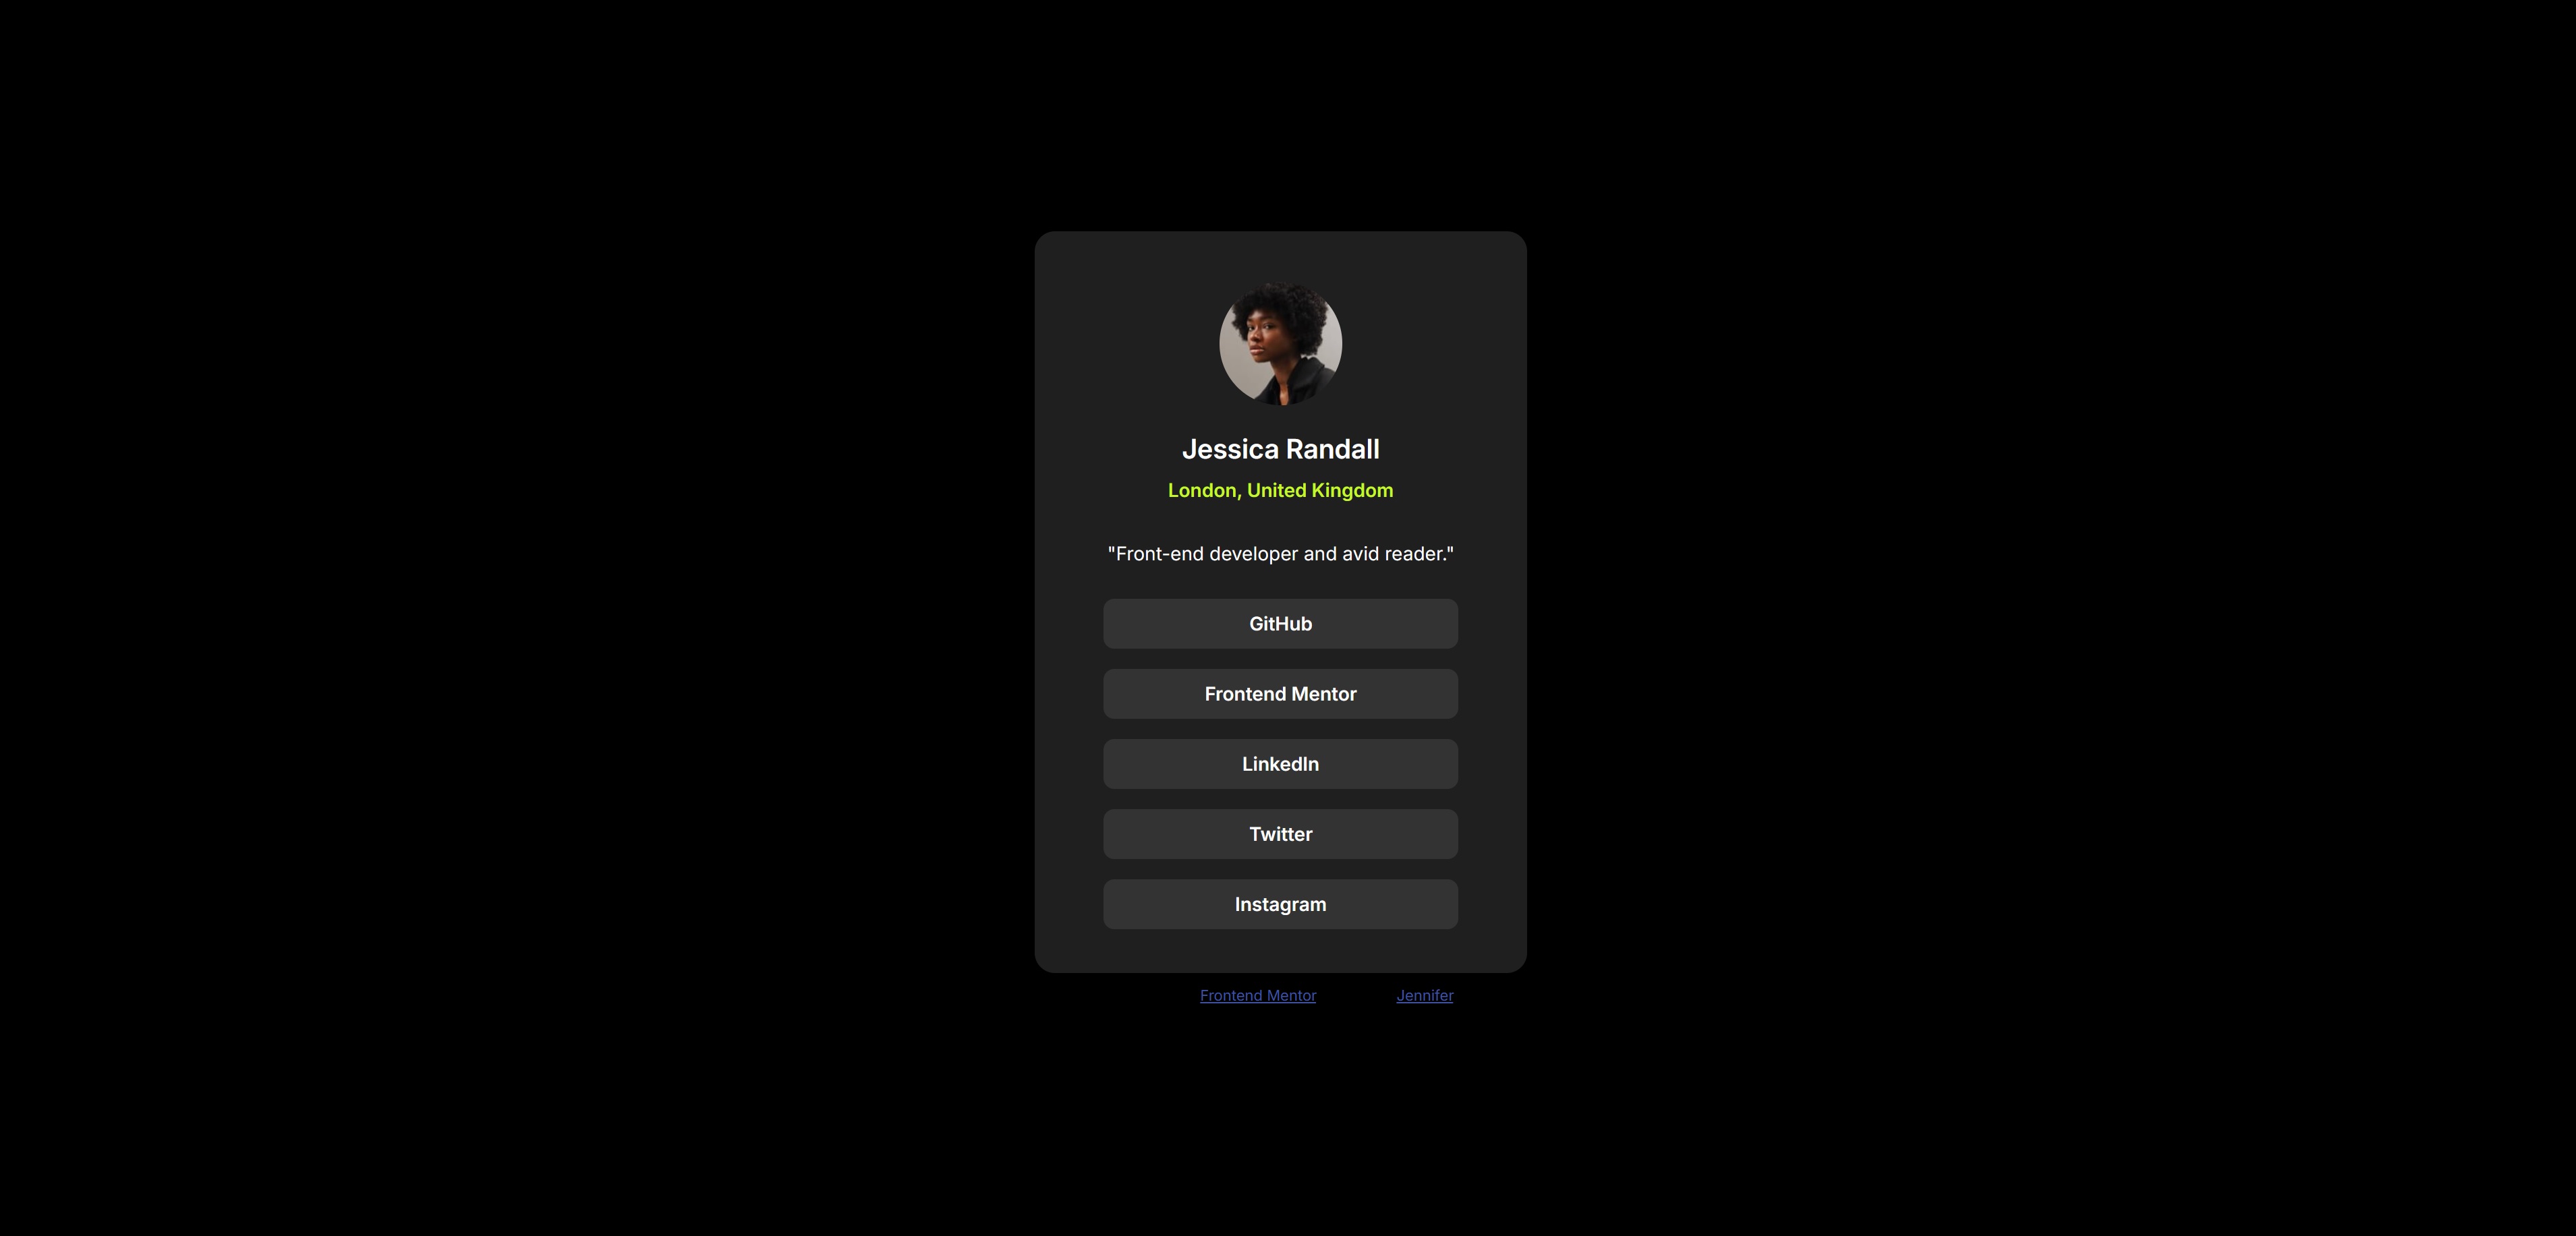 Jessica Randall
London, United Kingdom
"Front-end developer and avid reader."
GitHub
Frontend Mentor
LinkedIn
Twitter
Instagram
Frontend Mentor Jennifer